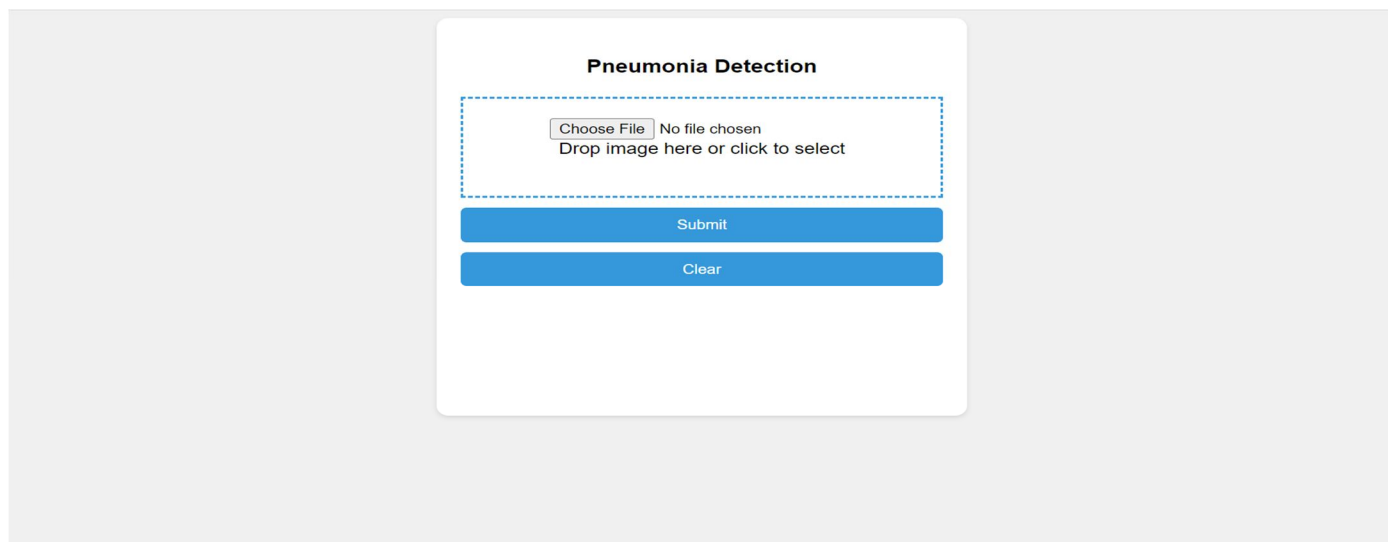 Pneumonia Detection
Choose File No file chosen
Drop image here or click to select
Submit
Clear